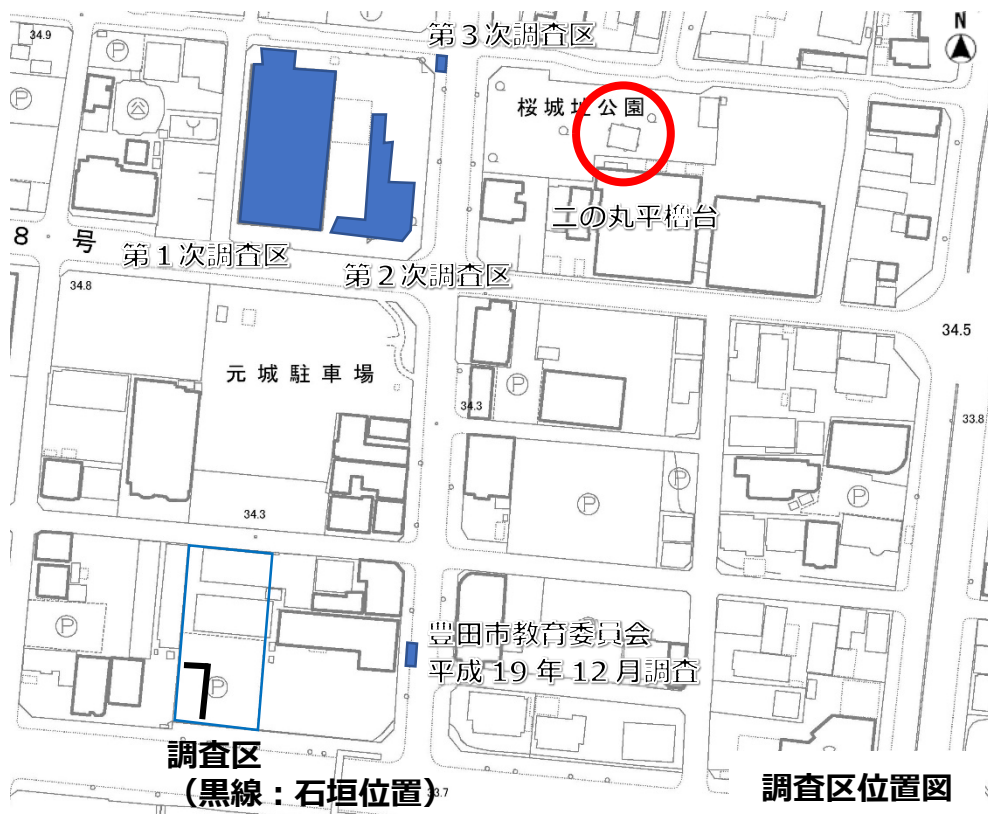 34.9
P
P
公
第３次調査区
N
桜城址公園
二の丸平櫓台
8 号
第１次調査区
第２次調査区
34.8
34.5
元城駐車場
P
34.3
33.8
P
P
P
34.3
豊田市教育委員会
平成 19 年 12 月調査
P
P
調査区
（黒線：石垣位置）
33.7
調査区位置図